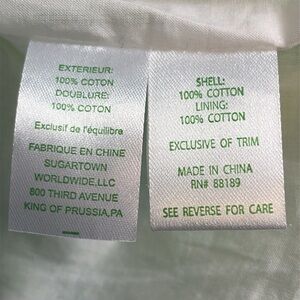 EXTERIEUR:
100% COTON
DOUBLURE:
100% COTON
Exclusif de l'équilibre
FABRIQUE EN CHINE
SUGARTOWN
WORLDWIDE,LLC
800 THIRD AVENUE
KING OF PRUSSIA,PA
SHELL:
100% COTTON
LINING:
100% COTTON
EXCLUSIVE OF TRIM
MADE IN CHINA
RN# 88189
SEE REVERSE FOR CARE